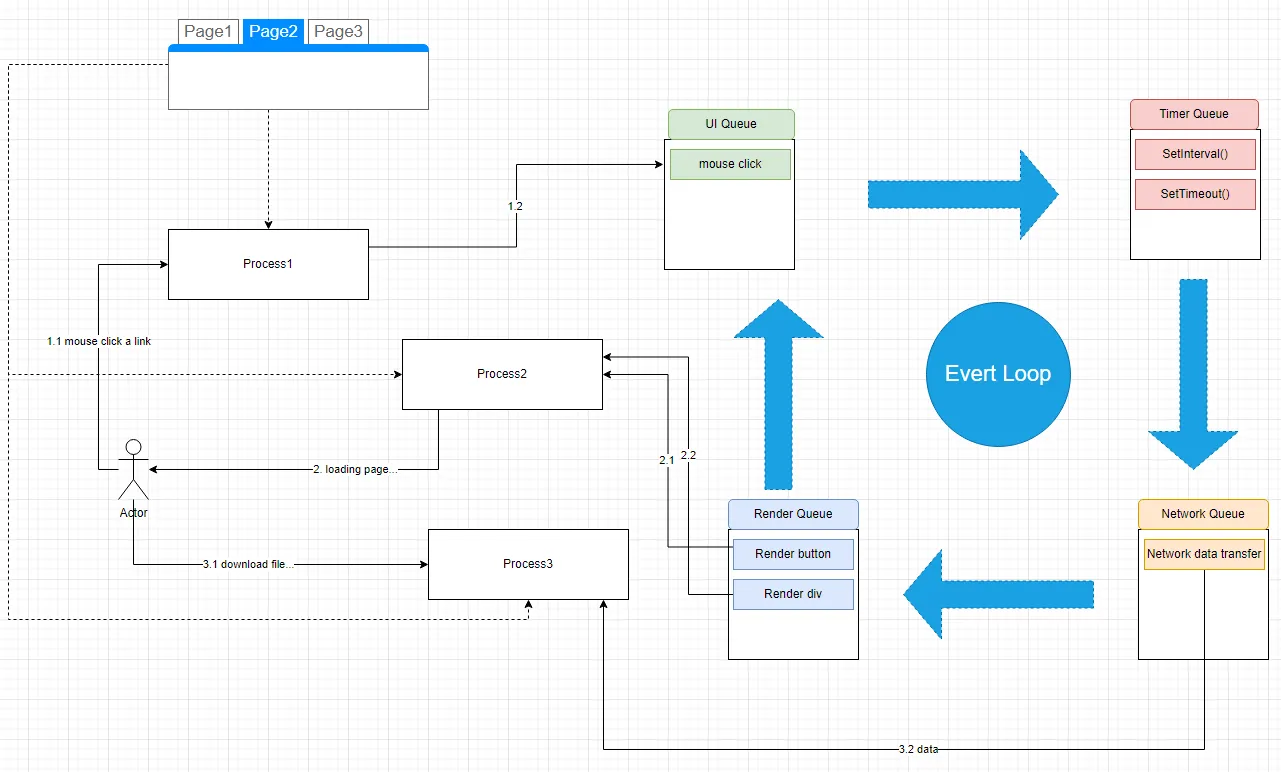 Page1
Page2
Page3
UI Queue
mouse click
Timer Queue
SetInterval()
SetTimeout()
1.2
Process1
1.1 mouse click a link
Process2
Evert Loop
2.1
2.2
2. loading page...
Actor
Render Queue
Render button
Render div
Network Queue
Network data transfer
3.1 download file...
Process3
3.2 data